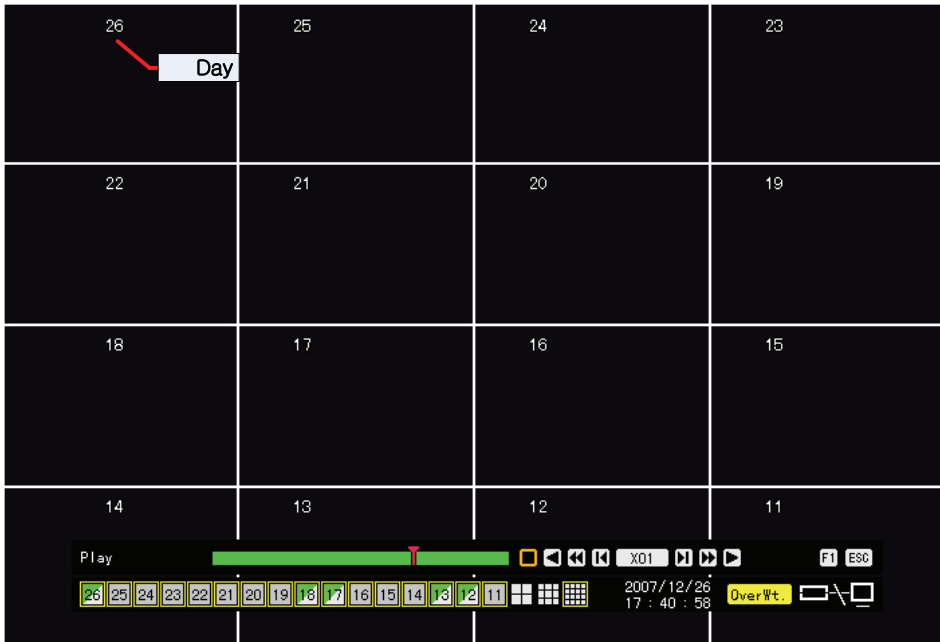 26 25 24 23
Day
22 21 20 19
18 17 16 15
14 13 12 11
Play X01 F1 ESC
26 25 24 23 22 21 20 19 18 17 16 15 14 13 12 11 2007/12/26 OverWt.
17 : 40 : 58